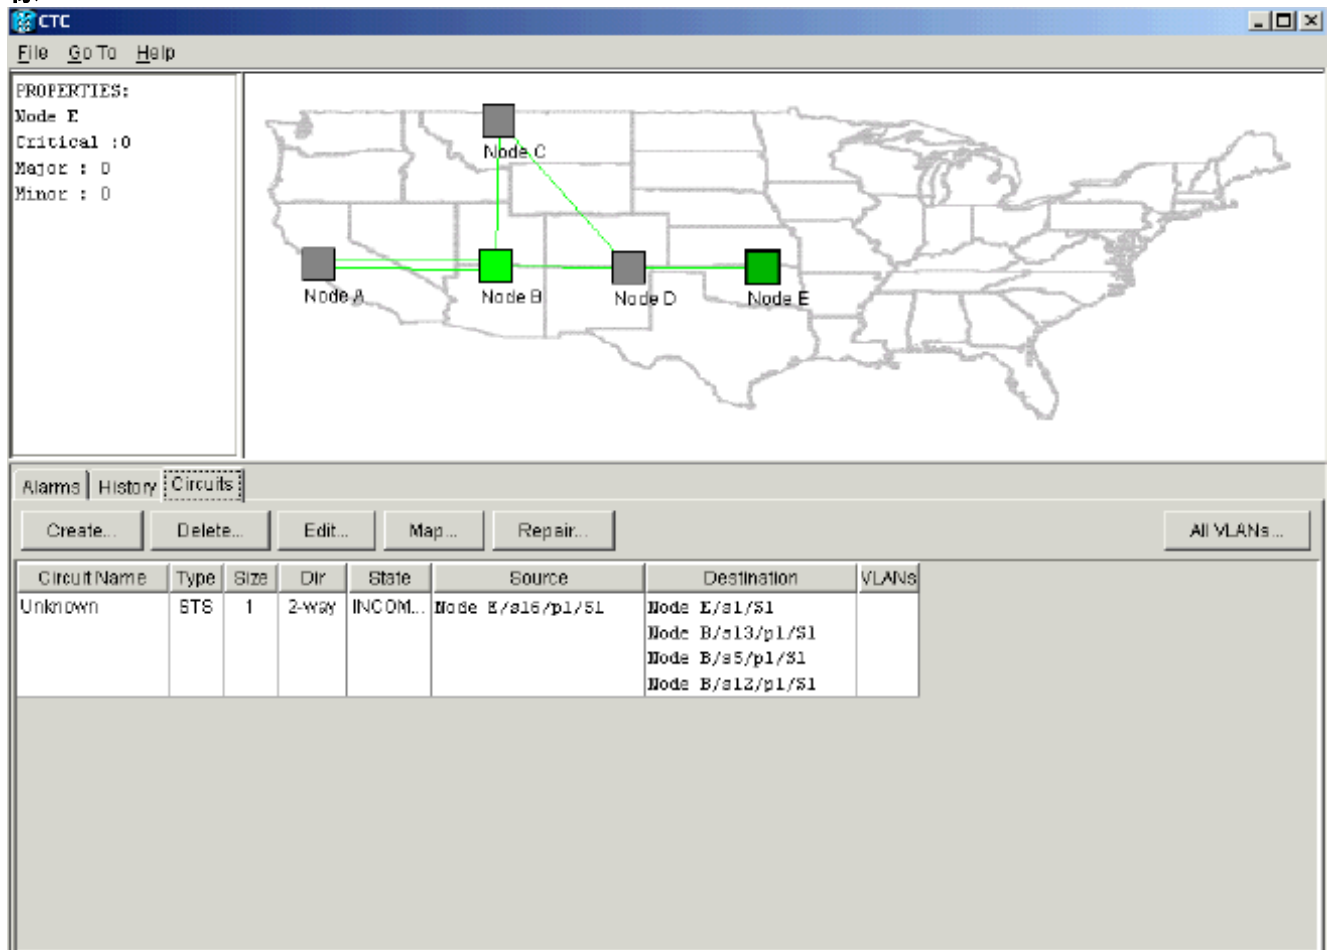 CTC
File Go To Help
PROPERTIES:
Node E
Critical :0
Major : 0
Minor : 0
Node C
Node A
Node B
Node D
Node E
Alarms History Circuits
Create... Delete... Edit... Map... Repair... All VLANs...
Circuit Name Type Size Dir State Source Destination VLANs
Unknown STS 1 2-way INCOM... Node E/s16/p1/S1 Node E/s1/S1
Node B/s13/p1/S1
Node B/s5/p1/S1
Node B/s12/p1/S1